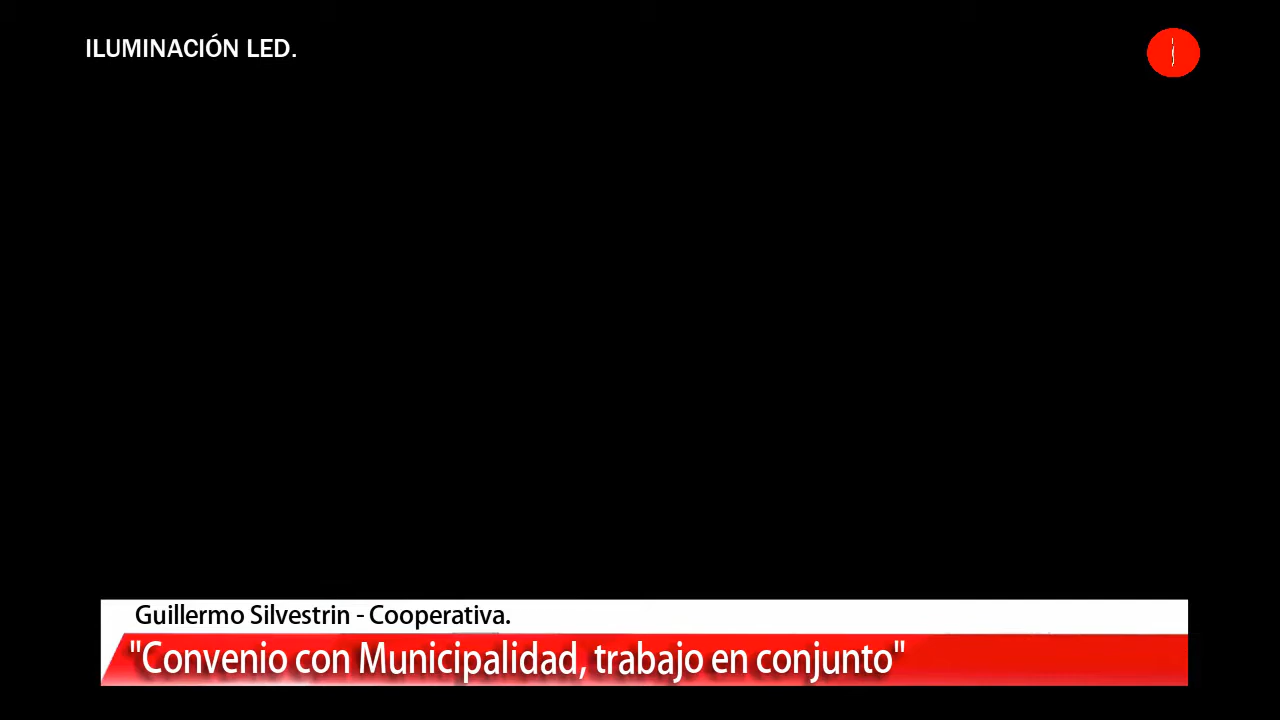 ILUMINACIÓN LED.
Guillermo Silvestrin - Cooperativa.
"Convenio con Municipalidad, trabajo en conjunto"